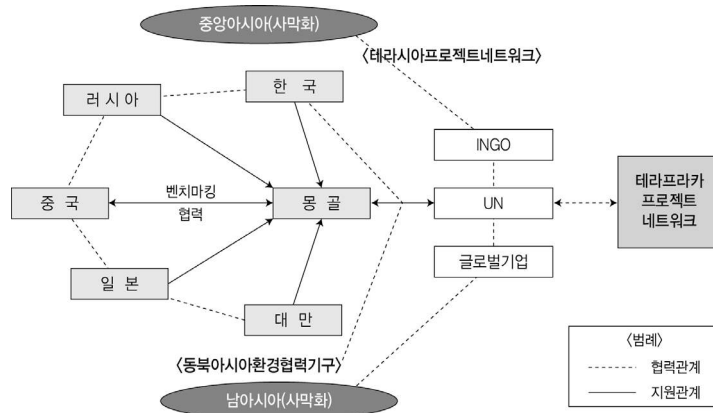 중앙아시아(사막화)
〈테라시아프로젝트네트워크〉
한 국
러 시 아
INGO
벤치마킹
협력
중 국
몽 골
UN
테라프라카
프로젝트
네트워크
글로벌기업
일 본
대 만
〈동북아시아환경협력기구〉
남아시아(사막화)
〈범례〉
협력관계
지원관계